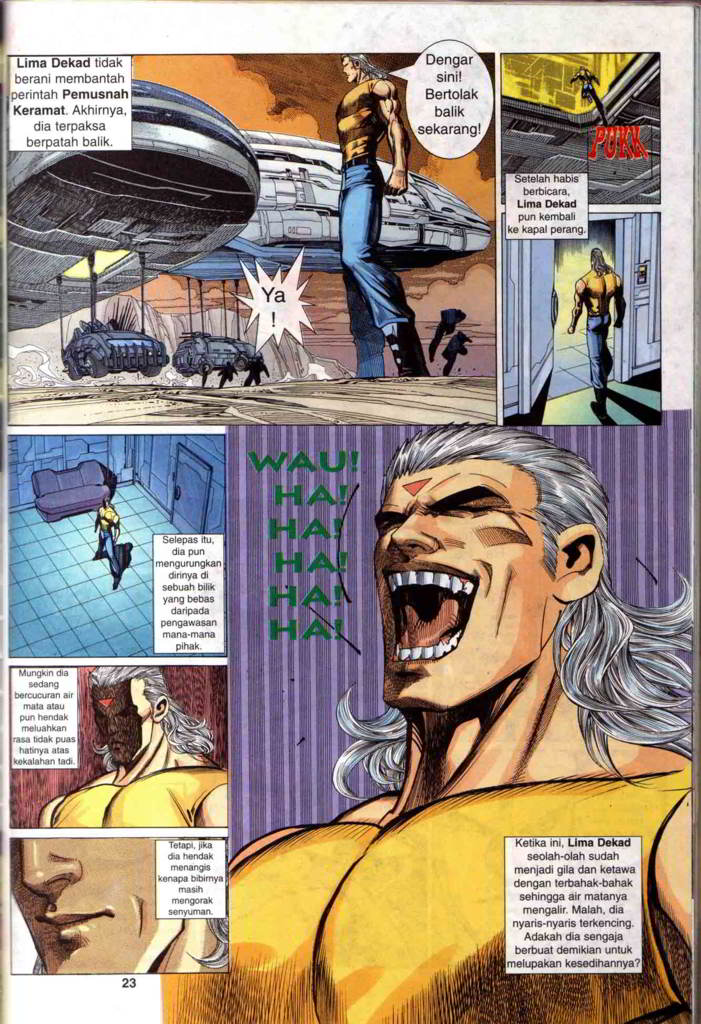 Lima Dekad tidak
berani membantah
perintah Pemusnah
Keramat. Akhirnya,
dia terpaksa
berpatah balik.
Dengar
sini!
Bertolak
balik
sekarang!
Ya
!
PUKK
Setelah habis
berbicara,
Lima Dekad
pun kembali
ke kapal perang.
Selepas itu,
dia pun
mengurungkan
dirinya di
sebuah bilik
yang bebas
daripada
pengawasan
mana-mana
pihak.
WAU!
HA!
HA!
HA!
HA!
HA!
Mungkin dia
sedang
bercucuran air
mata atau
pun hendak
meluahkan
rasa tidak puas
hatinya atas
kekalahan tadi.
Tetapi, jika
dia hendak
menangis
kenapa bibirnya
masih
mengorak
senyuman.
Ketika ini, Lima Dekad
seolah-olah sudah
menjadi gila dan ketawa
dengan terbahak-bahak
sehingga air matanya
mengalir. Malah, dia
nyaris-nyaris terkencing.
Adakah dia sengaja
berbuat demikian untuk
melupakan kesedihannya?
23